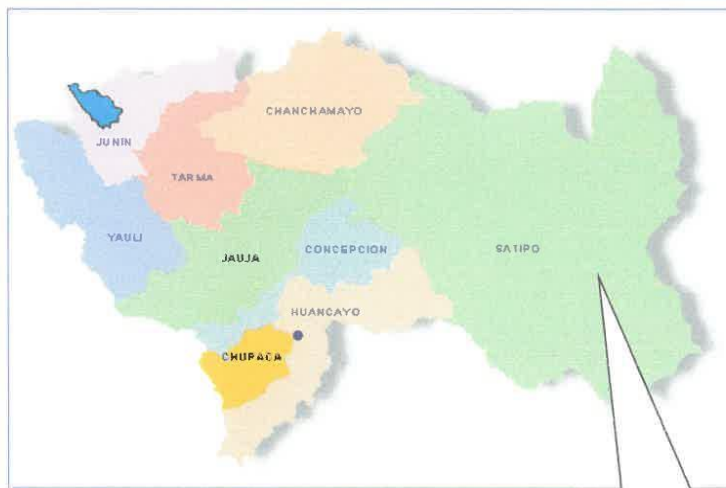 CHANCHAMAYO
JUNIN
TARMA
YAULI
JAUJA
CONCEPCION
SATIPO
HUANCAYO
CHUPACA